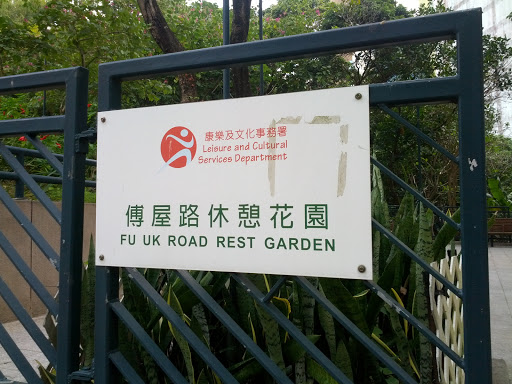 康樂及文化事務署
Leisure and Cultural
Services Department
傅屋路休憩花園
FU UK ROAD REST GARDEN